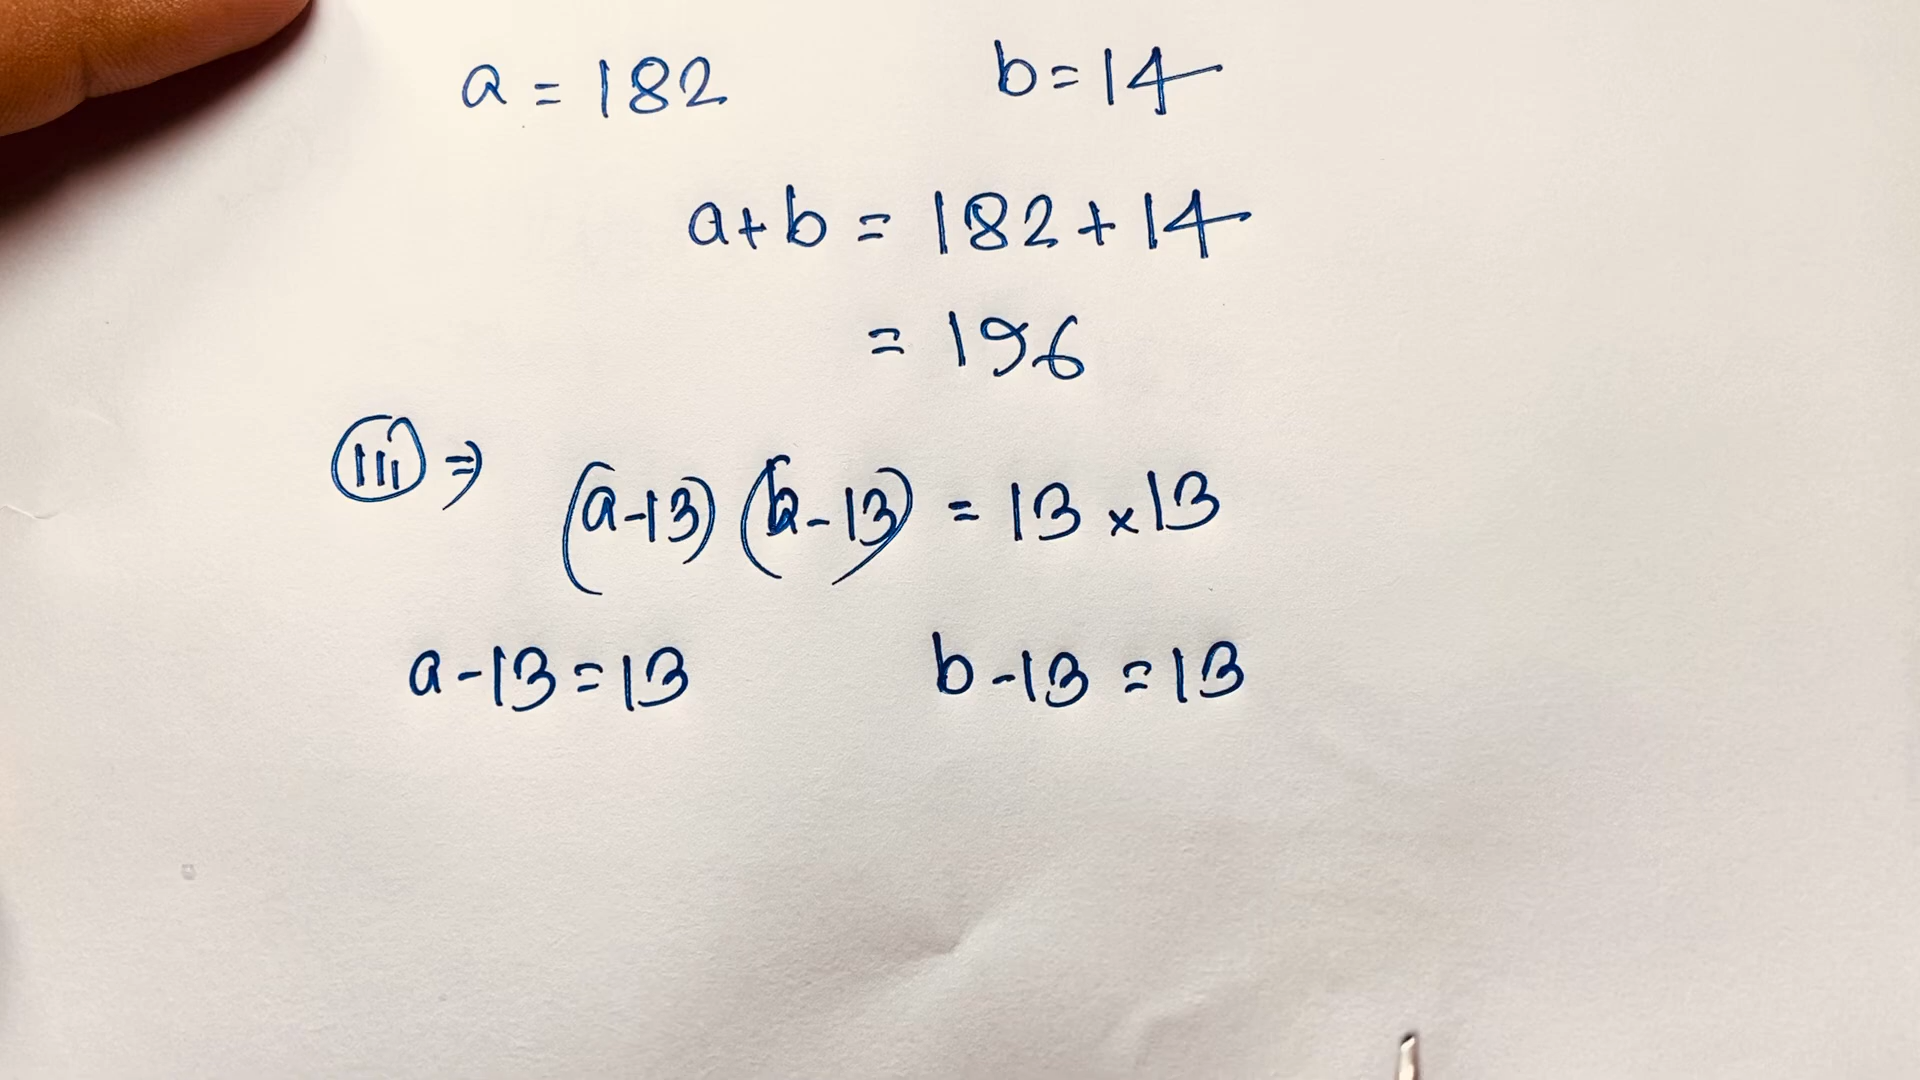 a = 182 b = 14
a+b = 182 + 14
= 196
(iii) ⇒ (a-13) (b-13) = 13 × 13
a-13 = 13 b-13 = 13